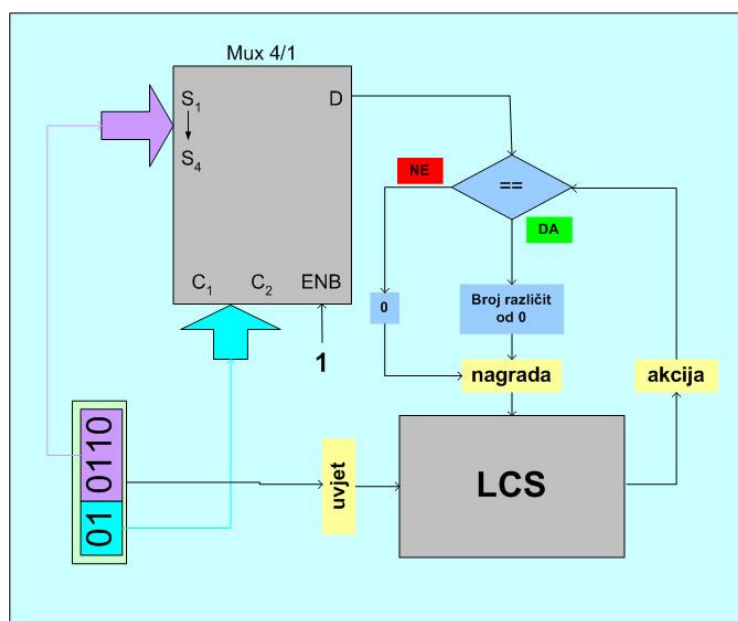 Mux 4/1
S1
D
S4
NE
==
DA
C1
C2
ENB
0
Broj različit
od 0
1
nagrada
akcija
01 0110
uvjet
LCS